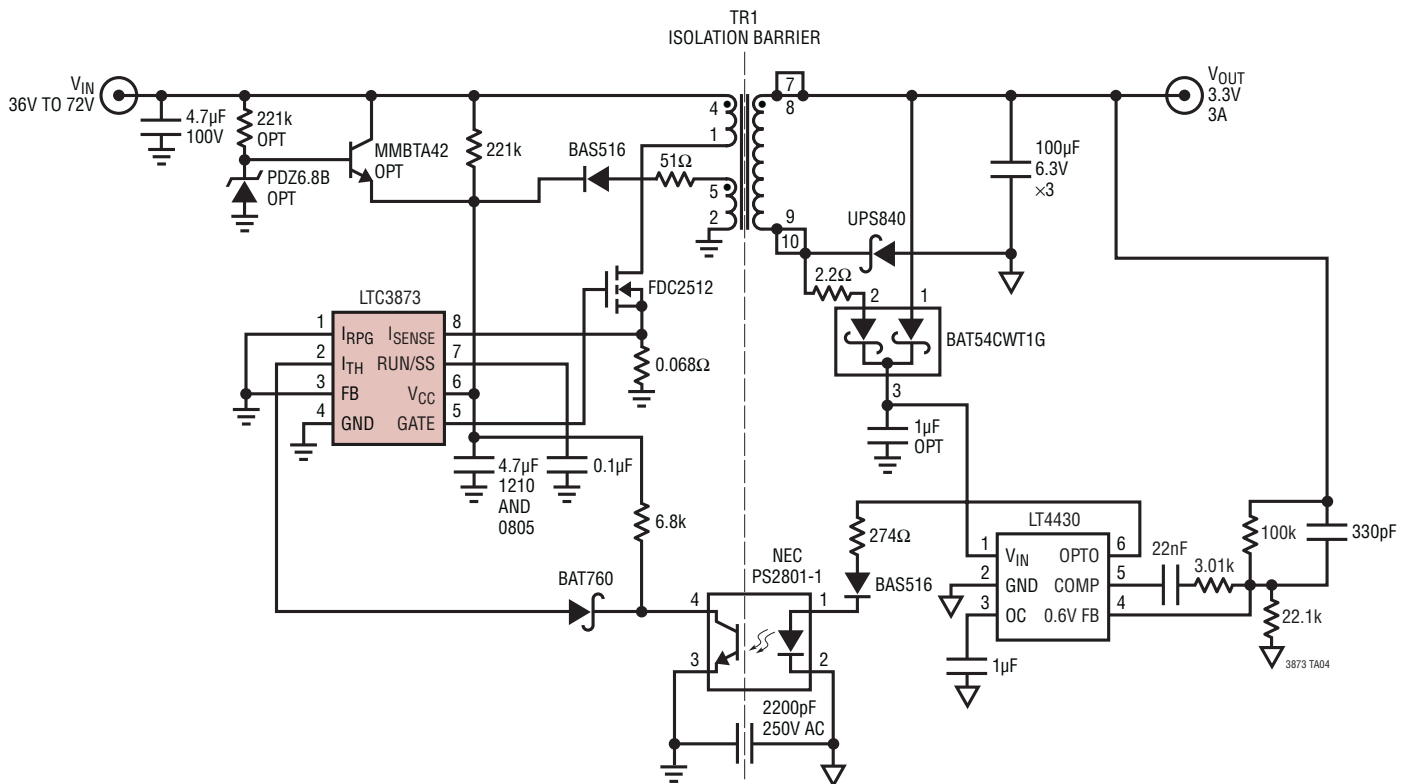 TR1
ISOLATION BARRIER
V_IN
36V TO 72V
4.7µF
100V
221k
OPT
PDZ6.8B
OPT
MMBTA42
OPT
221k
BAS516
51Ω
4
1
5
2
7
8
9
10
V_OUT
3.3V
3A
100µF
6.3V
×3
UPS840
2.2Ω
2
1
BAT54CWT1G
3
1µF
OPT
FDC2512
0.068Ω
LTC3873
1
I_RPG
I_SENSE
8
2
I_TH
RUN/SS
7
3
FB
V_CC
6
4
GND
GATE
5
4.7µF
1210
AND
0805
0.1µF
6.8k
BAT760
NEC
PS2801-1
4
1
3
2
274Ω
BAS516
LT4430
1
V_IN
OPTO
6
2
GND
COMP
5
3
OC
0.6V FB
4
22nF
3.01k
100k
330pF
22.1k
1µF
2200pF
250V AC
3873 TA04